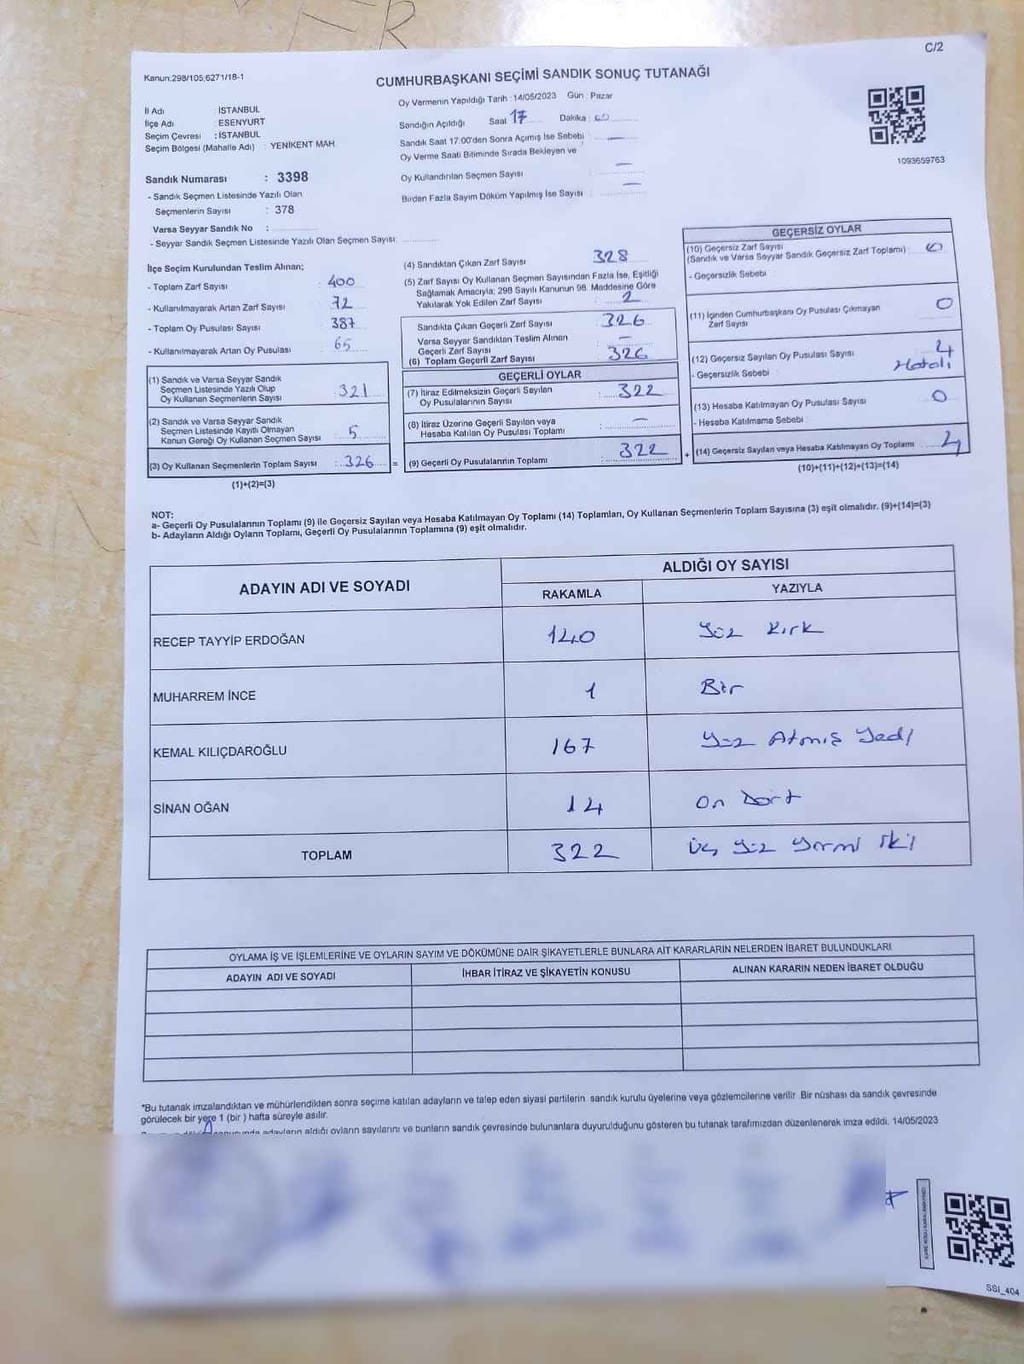 C/2
Kanun:298/105,6271/18-1
CUMHURBAŞKANI SEÇİMİ SANDIK SONUÇ TUTANAĞI
İl Adı : İSTANBUL
İlçe Adı : ESENYURT
Seçim Çevresi : İSTANBUL
Seçim Bölgesi (Mahalle Adı) : YENİKENT MAH.
Sandık Numarası : 3398
- Sandık Seçmen Listesinde Yazılı Olan
Seçmenlerin Sayısı : 378
Varsa Seyyar Sandık No :
- Seyyar Sandık Seçmen Listesinde Yazılı Olan Seçmen Sayısı:
Oy Vermenin Yapıldığı Tarih :14/05/2023 Gün : Pazar
Sandığın Açıldığı Saat 17 Dakika : 00
Sandık Saat 17:00'den Sonra Açımış İse Sebebi : —
Oy Verme Saati Bitiminde Sırada Bekleyen ve
Oy Kullandırılan Seçmen Sayısı : —
Birden Fazla Sayım Döküm Yapılmış İse Sayısı : —
1093659763
İlçe Seçim Kurulundan Teslim Alınan;
- Toplam Zarf Sayısı : 400
- Kullanılmayarak Artan Zarf Sayısı : 72
- Toplam Oy Pusulası Sayısı : 387
- Kullanılmayarak Artan Oy Pusulası : 65
(1) Sandık ve Varsa Seyyar Sandık
Seçmen Listesinde Yazılı Olup
Oy Kullanan Seçmenlerin Sayısı : 321
(2) Sandık ve Varsa Seyyar Sandık
Seçmen Listesinde Kayıtlı Olmayan
Kanun Gereği Oy Kullanan Seçmen Sayısı : 5
(3) Oy Kullanan Seçmenlerin Toplam Sayısı : 326 =
(1)+(2)=(3)
(4) Sandıktan Çıkan Zarf Sayısı : 328
(5) Zarf Sayısı Oy Kullanan Seçmen Sayısından Fazla İse, Eşitliği
Sağlamak Amacıyla; 298 Sayılı Kanunun 98. Maddesine Göre
Yakılarak Yok Edilen Zarf Sayısı : 2
Sandıkta Çıkan Geçerli Zarf Sayısı : 326
Varsa Seyyar Sandıktan Teslim Alınan
Geçerli Zarf Sayısı : —
(6) Toplam Geçerli Zarf Sayısı : 326
GEÇERLİ OYLAR
(7) İtiraz Edilmeksizin Geçerli Sayılan
Oy Pusulalarının Sayısı : 322
(8) İtiraz Üzerine Geçerli Sayılan veya
Hesaba Katılan Oy Pusulası Toplamı : —
(9) Geçerli Oy Pusulalarının Toplamı : 322 +
GEÇERSİZ OYLAR
(10) Geçersiz Zarf Sayısı
(Sandık ve Varsa Seyyar Sandık Geçersiz Zarf Toplamı) : 0
- Geçersizlik Sebebi
(11) İçinden Cumhurbaşkanı Oy Pusulası Çıkmayan
Zarf Sayısı 0
(12) Geçersiz Sayılan Oy Pusulası Sayısı 4
- Geçersizlik Sebebi Hatalı
(13) Hesaba Katılmayan Oy Pusulası Sayısı 0
- Hesaba Katılmama Sebebi
(14) Geçersiz Sayılan veya Hesaba Katılmayan Oy Toplamı 4
(10)+(11)+(12)+(13)=(14)
NOT:
a- Geçerli Oy Pusulalarının Toplamı (9) ile Geçersiz Sayılan veya Hesaba Katılmayan Oy Toplamı (14) Toplamları, Oy Kullanan Seçmenlerin Toplam Sayısına (3) eşit olmalıdır. (9)+(14)=(3)
b- Adayların Aldığı Oyların Toplamı, Geçerli Oy Pusulalarının Toplamına (9) eşit olmalıdır.
ADAYIN ADI VE SOYADI
ALDIĞI OY SAYISI
RAKAMLA YAZIYLA
RECEP TAYYİP ERDOĞAN 140 Yüz Kırk
MUHARREM İNCE 1 Bir
KEMAL KILIÇDAROĞLU 167 Yüz Atmış Yedi
SİNAN OĞAN 14 On Dört
TOPLAM 322 Üç Yüz Yirmi İki
OYLAMA İŞ VE İŞLEMLERİNE VE OYLARIN SAYIM VE DÖKÜMÜNE DAİR ŞİKAYETLERLE BUNLARA AİT KARARLARIN NELERDEN İBARET BULUNDUKLARI
ADAYIN ADI VE SOYADI İHBAR İTİRAZ VE ŞİKAYETİN KONUSU ALINAN KARARIN NEDEN İBARET OLDUĞU
*Bu tutanak imzalandıktan ve mühürlendikten sonra seçime katılan adayların ve talep eden siyasi partilerin sandık kurulu üyelerine veya gözlemcilerine verilir. Bir nüshası da sandık çevresinde
görülecek bir yere 1 (bir ) hafta süreyle asılır.
adayların aldığı oyların sayılarını ve bunların sandık çevresinde bulunanlara duyurulduğunu gösteren bu tutanak tarafımızdan düzenlenerek imza edildi. 14/05/2023
SSI_404